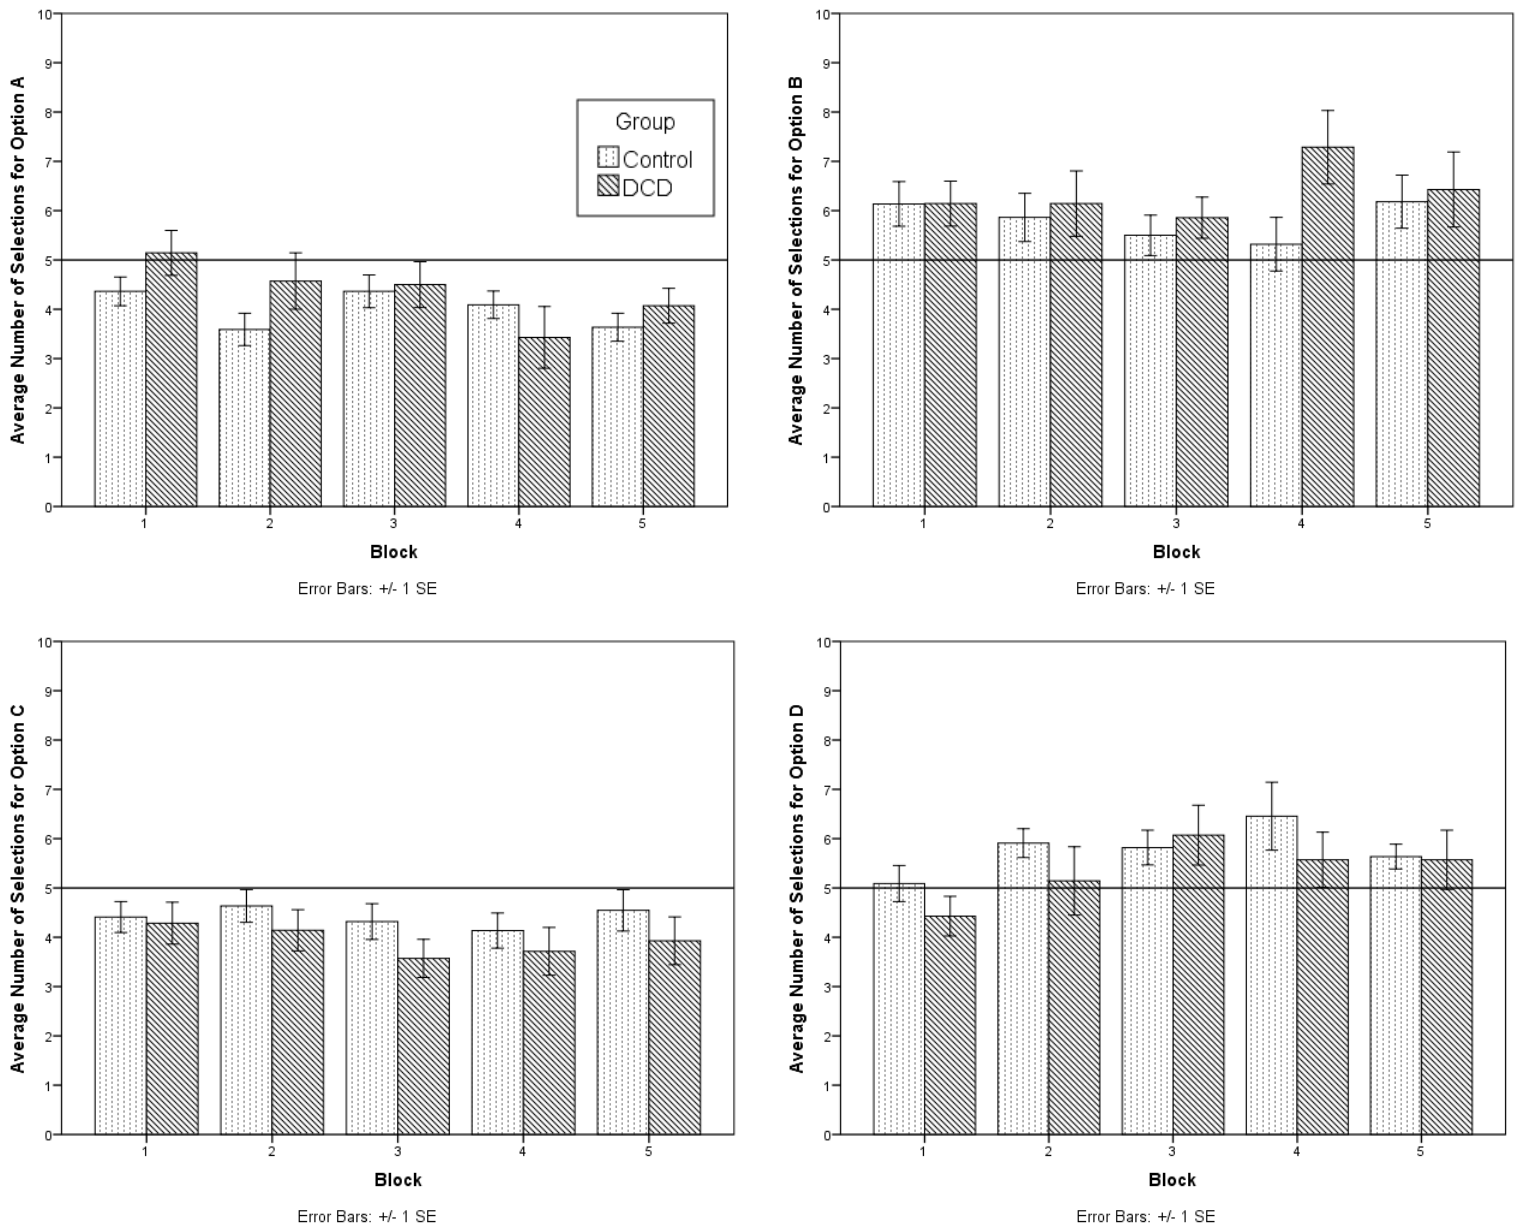 Average Number of Selections for Option A
10
9
8
7
6
5
4
3
2
1
0
Group
Control
DCD
1 2 3 4 5
Block
Error Bars: +/- 1 SE
Average Number of Selections for Option B
10
9
8
7
6
5
4
3
2
1
0
1 2 3 4 5
Block
Error Bars: +/- 1 SE
Average Number of Selections for Option C
10
9
8
7
6
5
4
3
2
1
0
1 2 3 4 5
Block
Error Bars: +/- 1 SE
Average Number of Selections for Option D
10
9
8
7
6
5
4
3
2
1
0
1 2 3 4 5
Block
Error Bars: +/- 1 SE